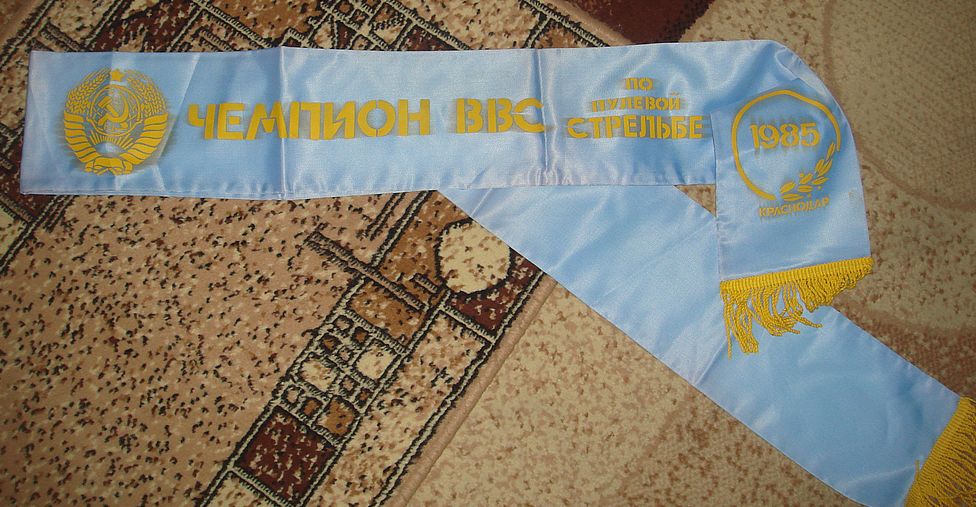 ЧЕМПИОН ВВС
ПО
ПУЛЕВОЙ
СТРЕЛЬБЕ
1985
КРАСНОДАР